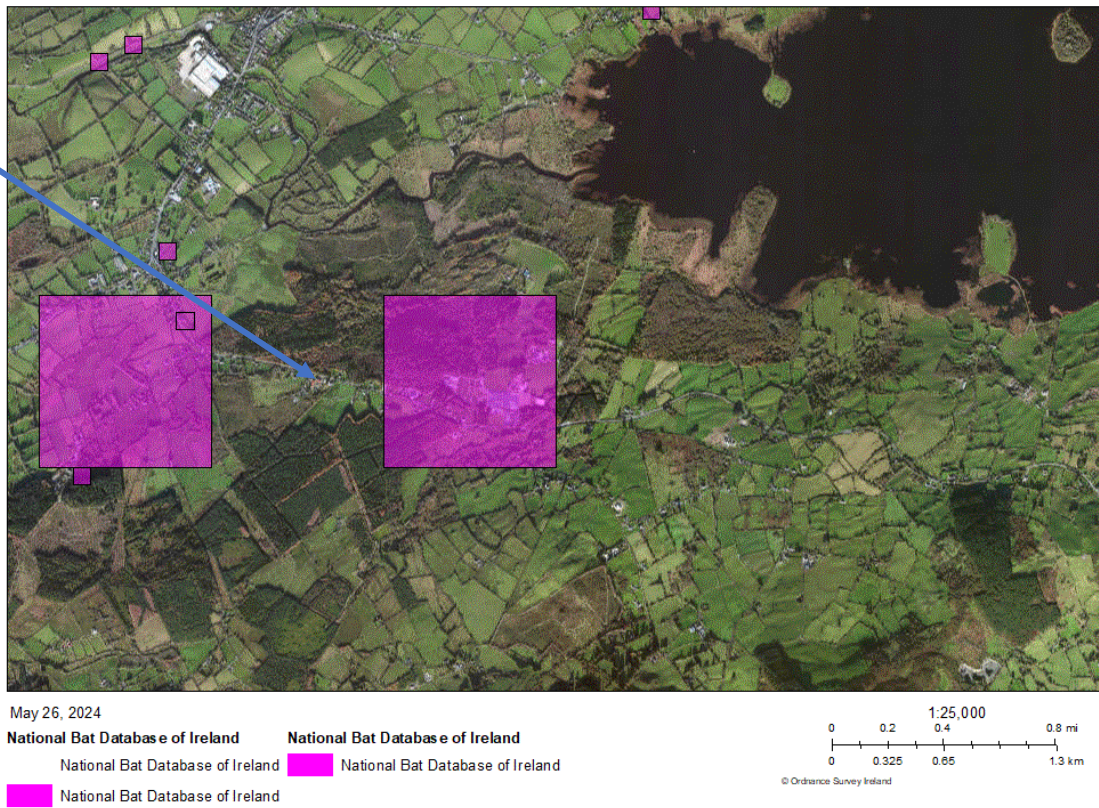 May 26, 2024
National Bat Database of Ireland National Bat Database of Ireland
National Bat Database of Ireland National Bat Database of Ireland
National Bat Database of Ireland
1:25,000
0 0.2 0.4 0.8 mi
0 0.325 0.65 1.3 km
© Ordnance Survey Ireland